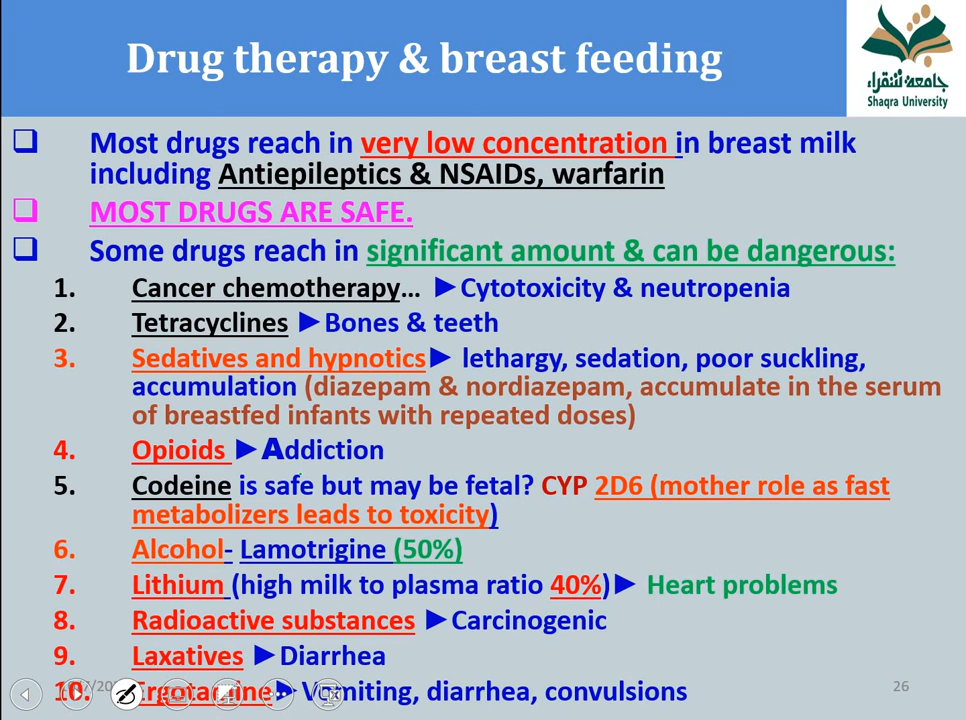 Drug therapy & breast feeding
جامعة شقراء
Shaqra University
❑ Most drugs reach in very low concentration in breast milk
including Antiepileptics & NSAIDs, warfarin
❑ MOST DRUGS ARE SAFE.
❑ Some drugs reach in significant amount & can be dangerous:
1. Cancer chemotherapy… ►Cytotoxicity & neutropenia
2. Tetracyclines ►Bones & teeth
3. Sedatives and hypnotics► lethargy, sedation, poor suckling,
accumulation (diazepam & nordiazepam, accumulate in the serum
of breastfed infants with repeated doses)
4. Opioids ►Addiction
5. Codeine is safe but may be fetal? CYP 2D6 (mother role as fast
metabolizers leads to toxicity)
6. Alcohol- Lamotrigine (50%)
7. Lithium (high milk to plasma ratio 40%)► Heart problems
8. Radioactive substances ►Carcinogenic
9. Laxatives ►Diarrhea
10. Ergotamine► Vomiting, diarrhea, convulsions
26